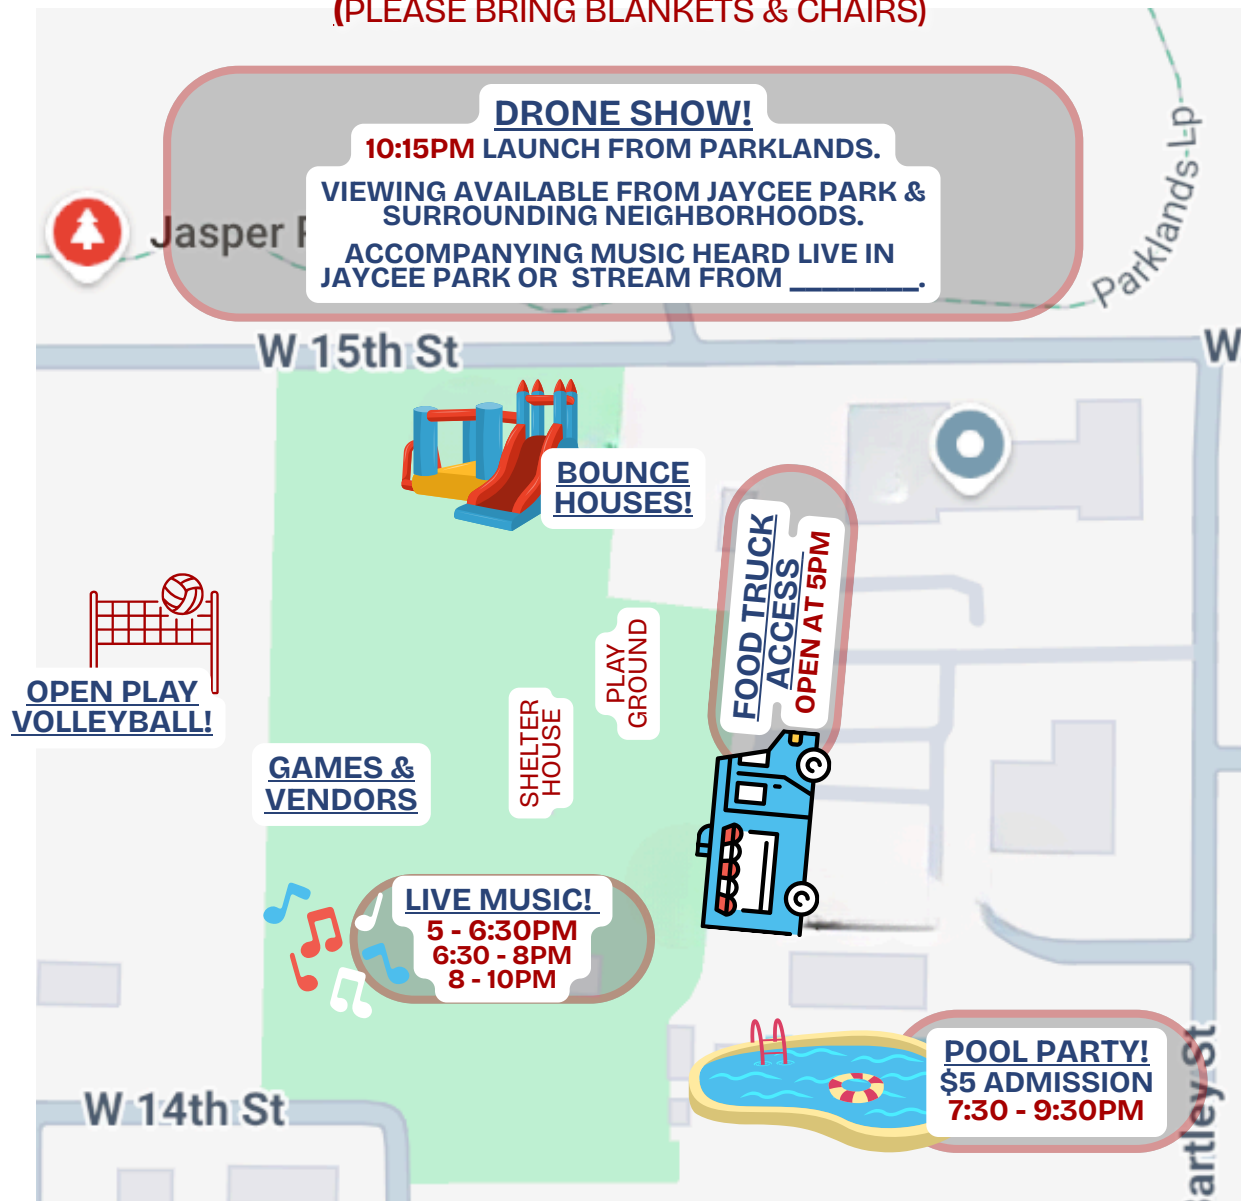 (PLEASE BRING BLANKETS & CHAIRS)
DRONE SHOW!
10:15PM LAUNCH FROM PARKLANDS.
VIEWING AVAILABLE FROM JAYCEE PARK &
SURROUNDING NEIGHBORHOODS.
ACCOMPANYING MUSIC HEARD LIVE IN
JAYCEE PARK OR STREAM FROM ________.
Jasper
Parklands Lp
W 15th St
W
BOUNCE
HOUSES!
FOOD TRUCK
ACCESS
OPEN AT 5PM
OPEN PLAY
VOLLEYBALL!
PLAY
GROUND
SHELTER
HOUSE
GAMES &
VENDORS
LIVE MUSIC!
5 - 6:30PM
6:30 - 8PM
8 - 10PM
POOL PARTY!
$5 ADMISSION
7:30 - 9:30PM
W 14th St
artley St